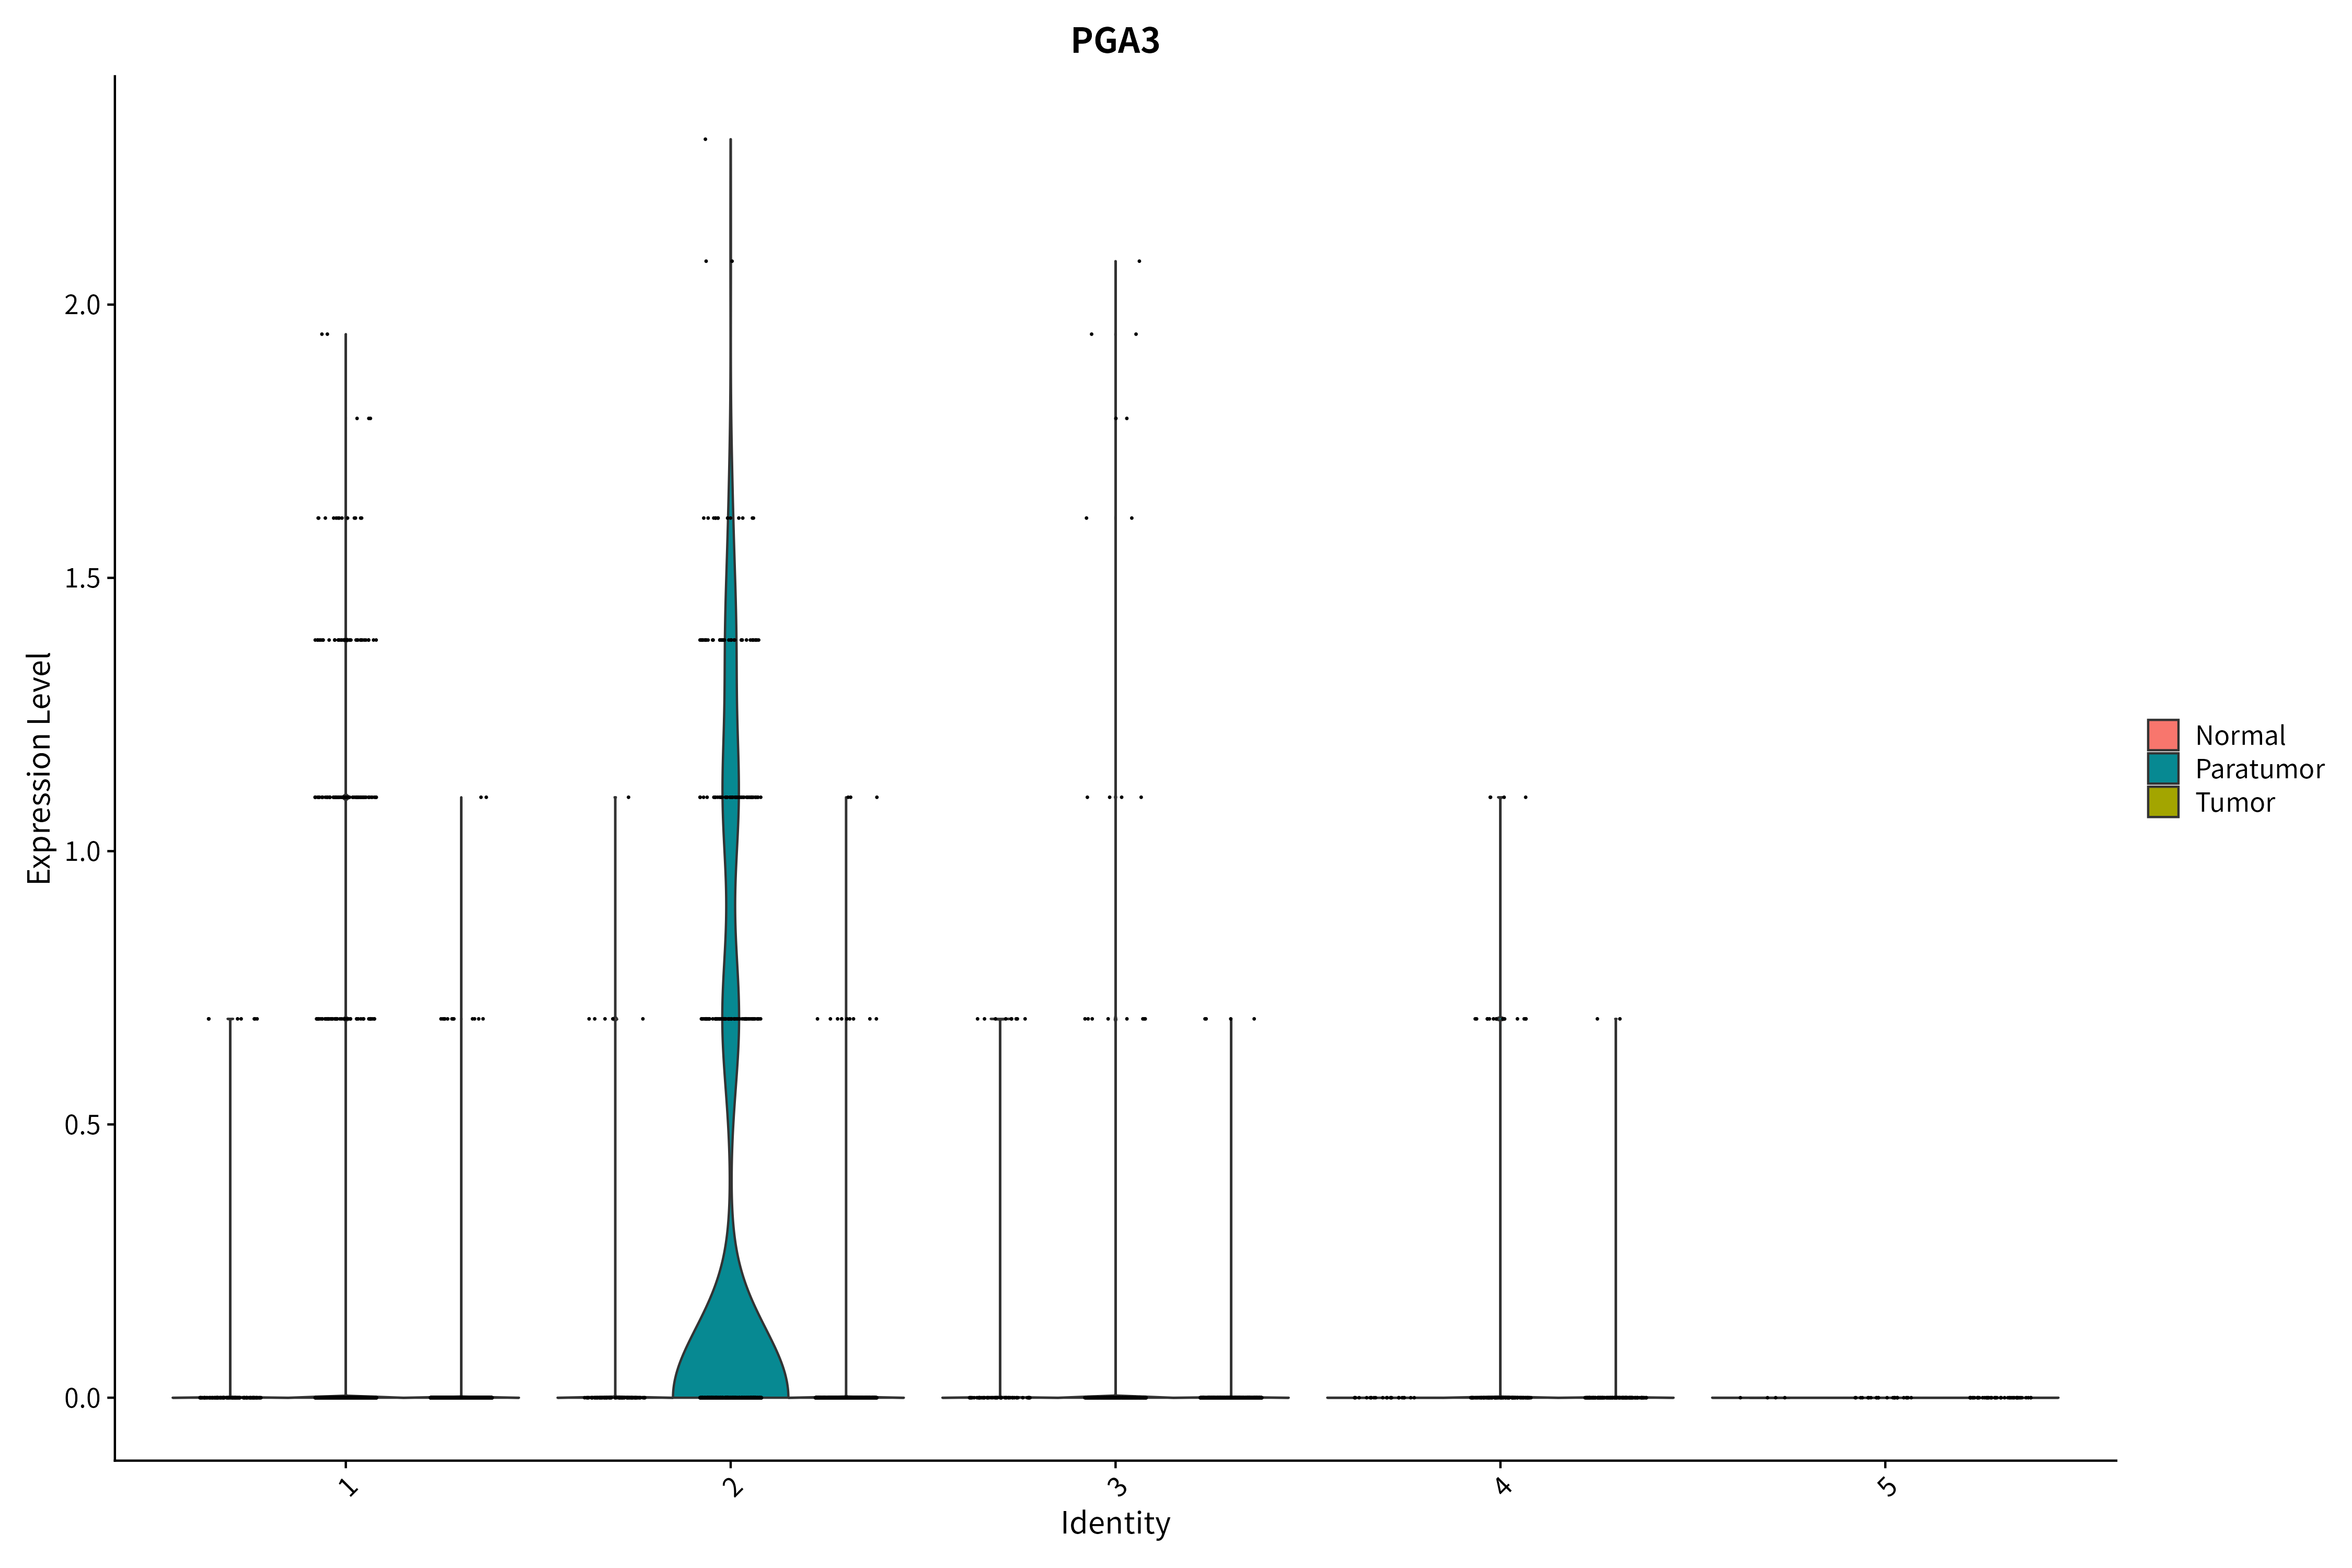 PGA3
Expression Level
2.0
1.5
1.0
0.5
0.0
1
2
3
4
5
Identity
Normal
Paratumor
Tumor